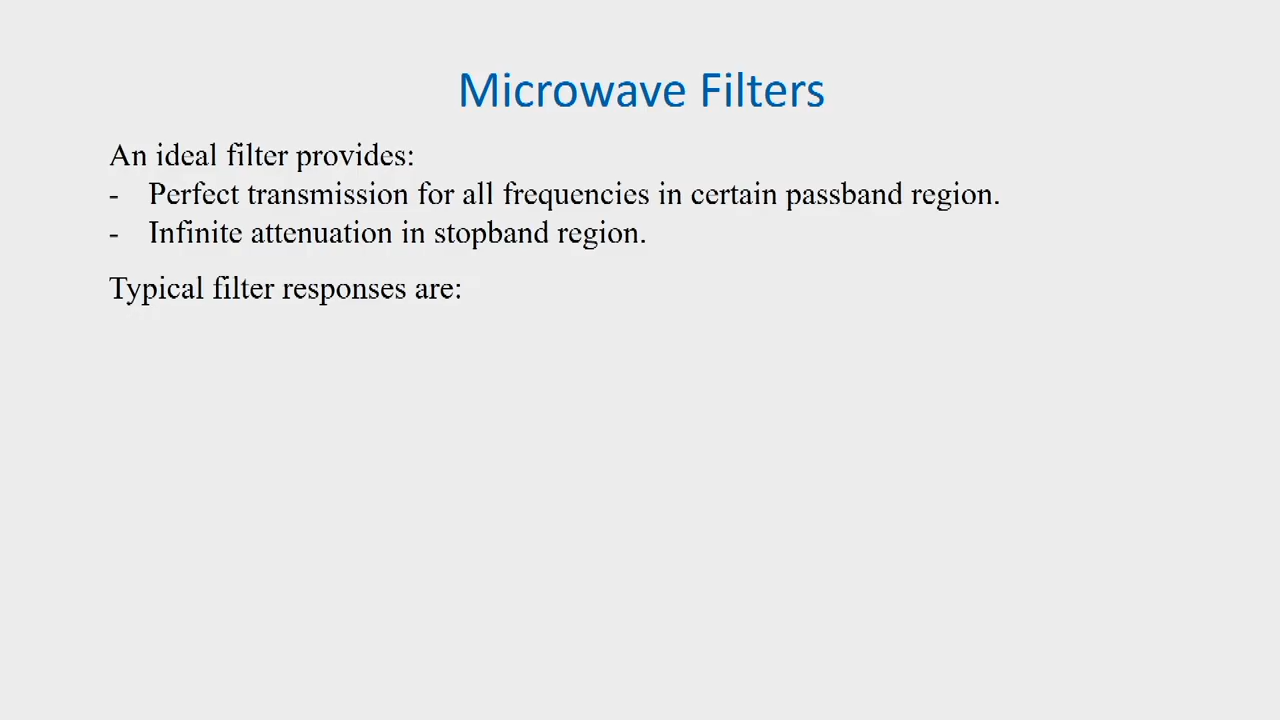 Microwave Filters
An ideal filter provides:
- Perfect transmission for all frequencies in certain passband region.
- Infinite attenuation in stopband region.
Typical filter responses are: